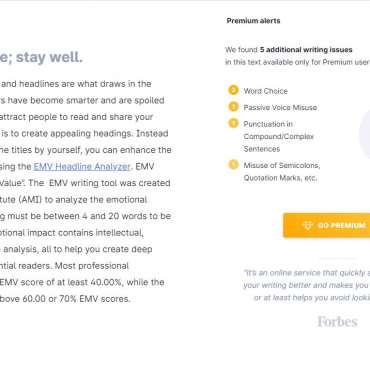 e; stay well.
and headlines are what draws in the
rs have become smarter and are spoiled
attract people to read and share your
is to create appealing headings. Instead
ne titles by yourself, you can enhance the
sing the EMV Headline Analyzer. EMV
Value”. The EMV writing tool was created
tute (AMI) to analyze the emotional
ng must be between 4 and 20 words to be
otional impact contains intellectual,
e analysis, all to help you create deep
ntial readers. Most professional
EMV score of at least 40.00%, while the
bove 60.00 or 70% EMV scores.
Premium alerts
We found 5 additional writing issues
in this text available only for Premium user
2 Word Choice
1 Passive Voice Misuse
1 Punctuation in
Compound/Complex
Sentences
1 Misuse of Semicolons,
Quotation Marks, etc.
GO PREMIUM
"It's an online service that quickly a
your writing better and makes you
or at least helps you avoid looki
Forbes